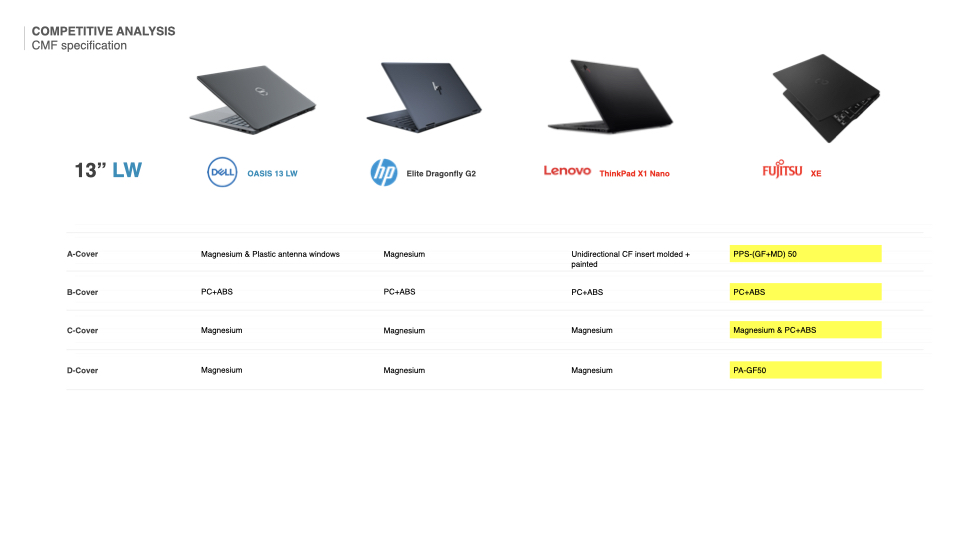 COMPETITIVE ANALYSIS
CMF specification
13” LW
DELL
OASIS 13 LW
hp
Elite Dragonfly G2
Lenovo
ThinkPad X1 Nano
FUJITSU
XE
A-Cover
Magnesium & Plastic antenna windows
Magnesium
Unidirectional CF insert molded +
painted
PPS-(GF+MD) 50
B-Cover
PC+ABS
PC+ABS
PC+ABS
PC+ABS
C-Cover
Magnesium
Magnesium
Magnesium
Magnesium & PC+ABS
D-Cover
Magnesium
Magnesium
Magnesium
PA-GF50